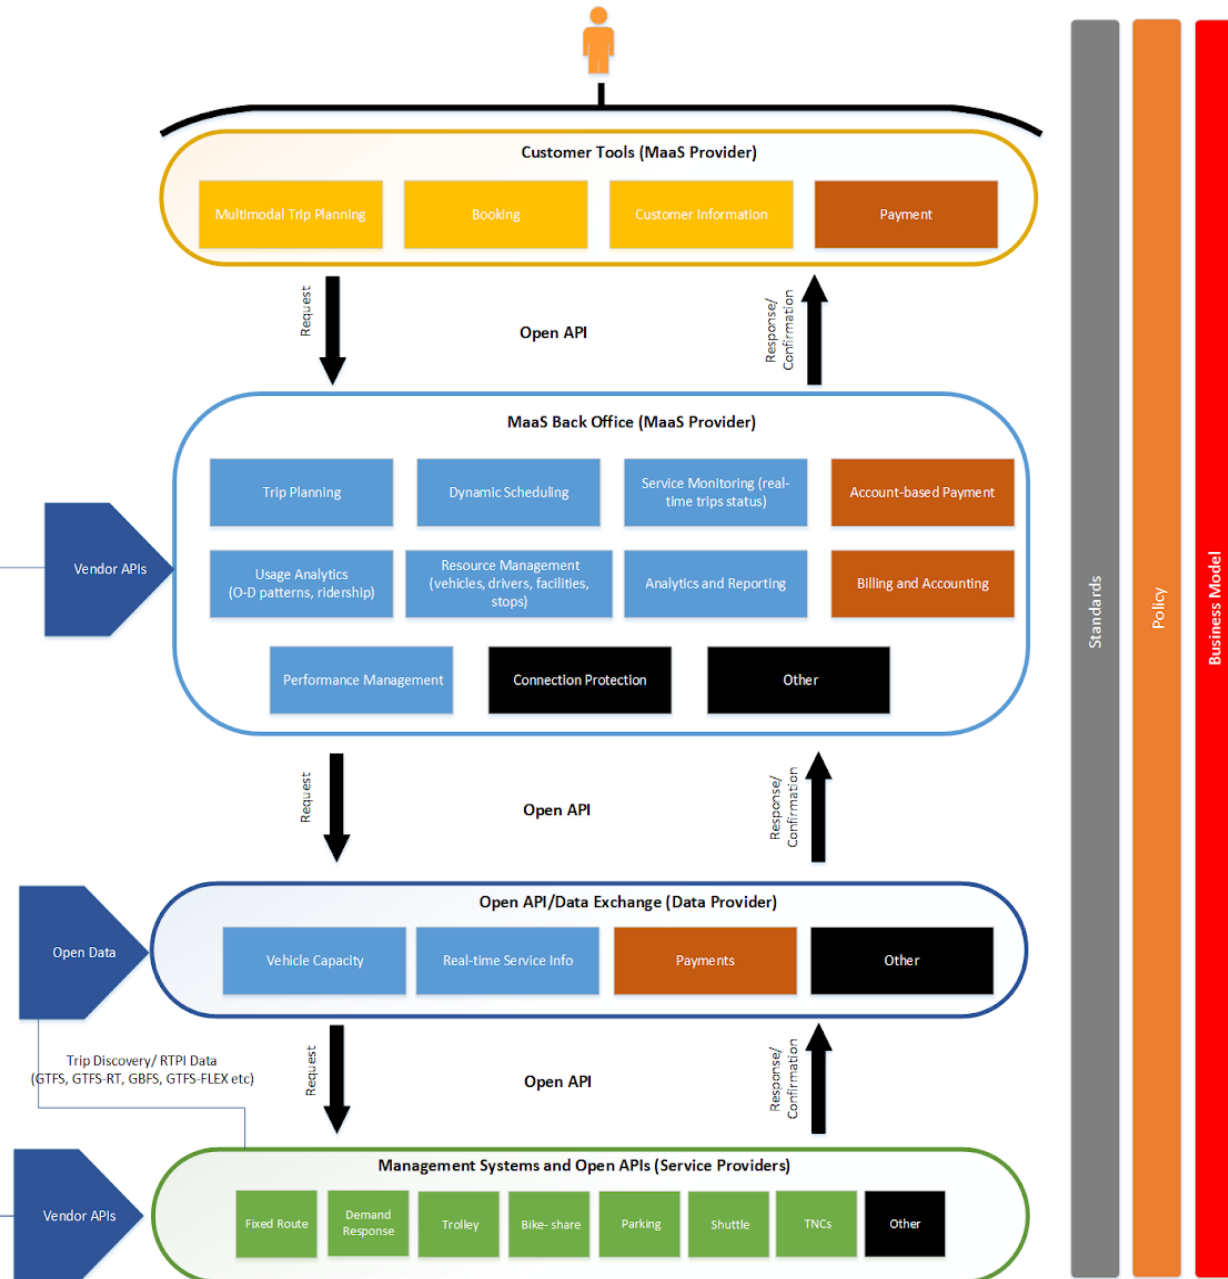 Customer Tools (MaaS Provider)
Multimodal Trip Planning
Booking
Customer Information
Payment
Request
Open API
Response/
Confirmation
MaaS Back Office (MaaS Provider)
Trip Planning
Dynamic Scheduling
Service Monitoring (real-
time trips status)
Account-based Payment
Vendor APIs
Usage Analytics
(O-D patterns, ridership)
Resource Management
(vehicles, drivers, facilities,
stops)
Analytics and Reporting
Billing and Accounting
Performance Management
Connection Protection
Other
Request
Open API
Response/
Confirmation
Open API/Data Exchange (Data Provider)
Open Data
Vehicle Capacity
Real-time Service Info
Payments
Other
Trip Discovery/ RTPI Data
(GTFS, GTFS-RT, GBFS, GTFS-FLEX etc)
Request
Open API
Response/
Confirmation
Management Systems and Open APIs (Service Providers)
Vendor APIs
Fixed Route
Demand
Response
Trolley
Bike- share
Parking
Shuttle
TNCs
Other
Standards
Policy
Business Model